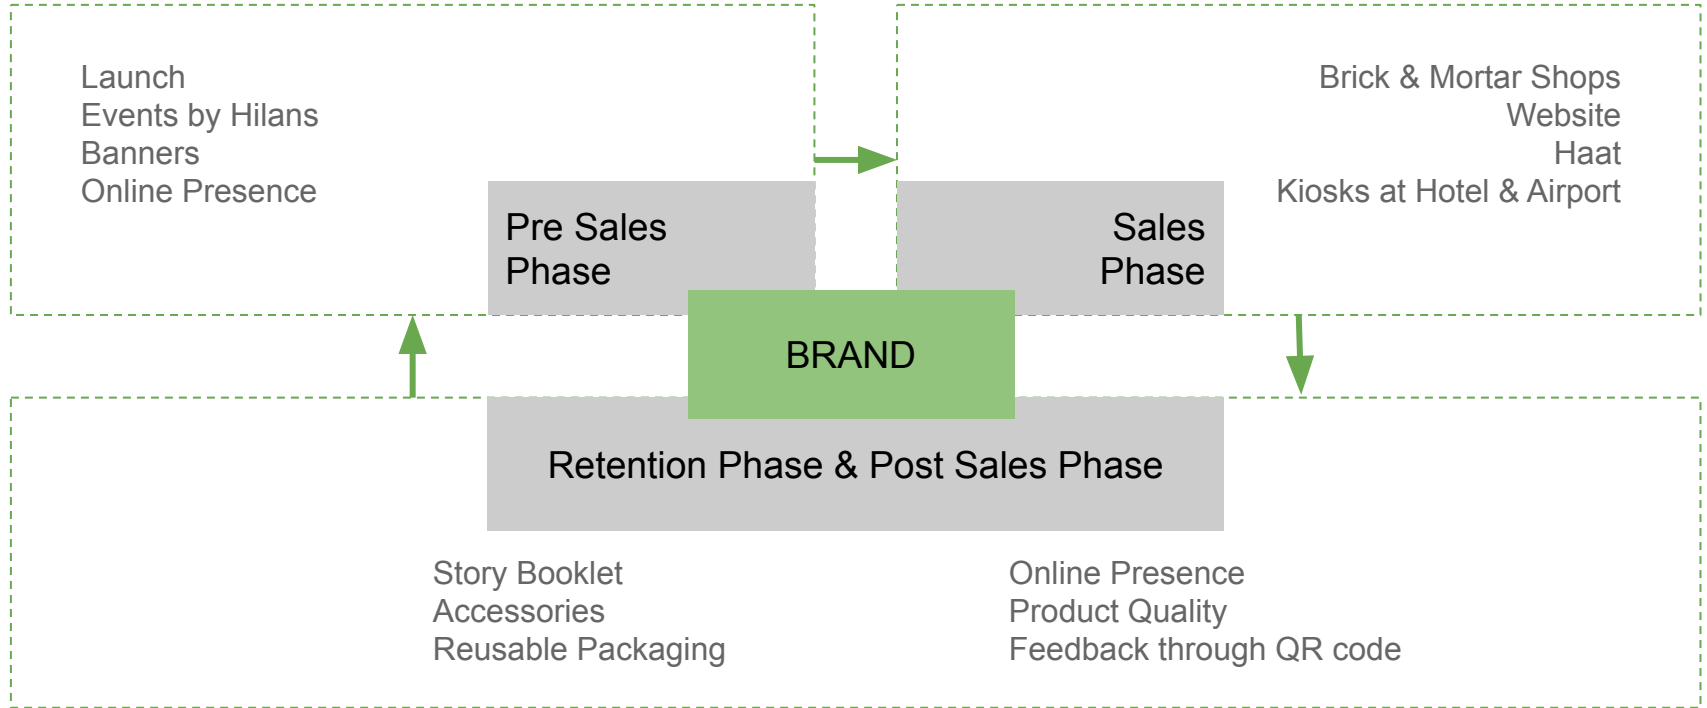 Launch
Events by Hilans
Banners
Online Presence
Pre Sales
Phase
Brick & Mortar Shops
Website
Haat
Kiosks at Hotel & Airport
Sales
Phase
BRAND
Retention Phase & Post Sales Phase
Story Booklet
Accessories
Reusable Packaging
Online Presence
Product Quality
Feedback through QR code